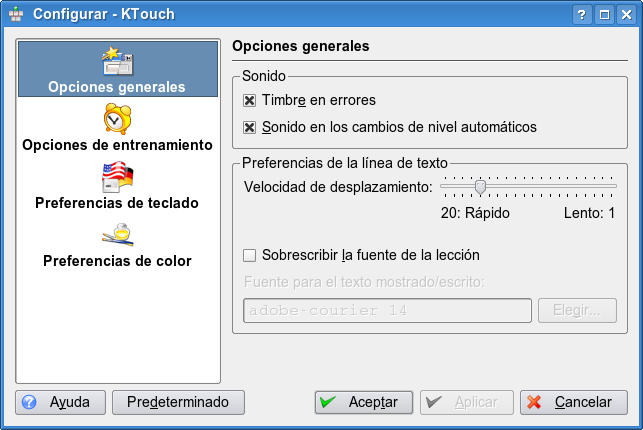 Configurar - KTouch
Opciones generales
Opciones de entrenamiento
Preferencias de teclado
Preferencias de color
Opciones generales
Sonido
Timbre en errores
Sonido en los cambios de nivel automáticos
Preferencias de la línea de texto
Velocidad de desplazamiento:
20: Rápido Lento: 1
Sobrescribir la fuente de la lección
Fuente para el texto mostrado/escrito:
adobe-courier 14 Elegir...
Ayuda Predeterminado Aceptar Aplicar Cancelar